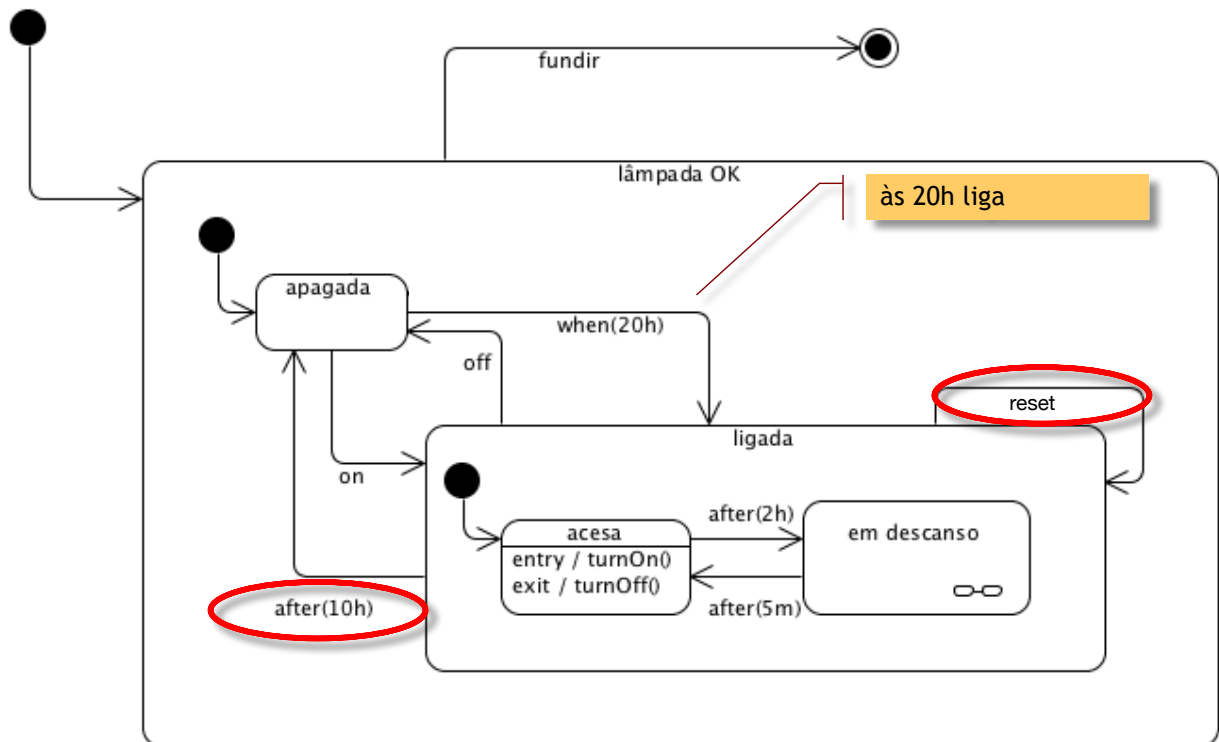 fundir
lâmpada OK
às 20h liga
apagada
when(20h)
off
reset
ligada
on
acesa
after(2h)
em descanso
entry / turnOn()
exit / turnOff()
after(10h)
after(5m)